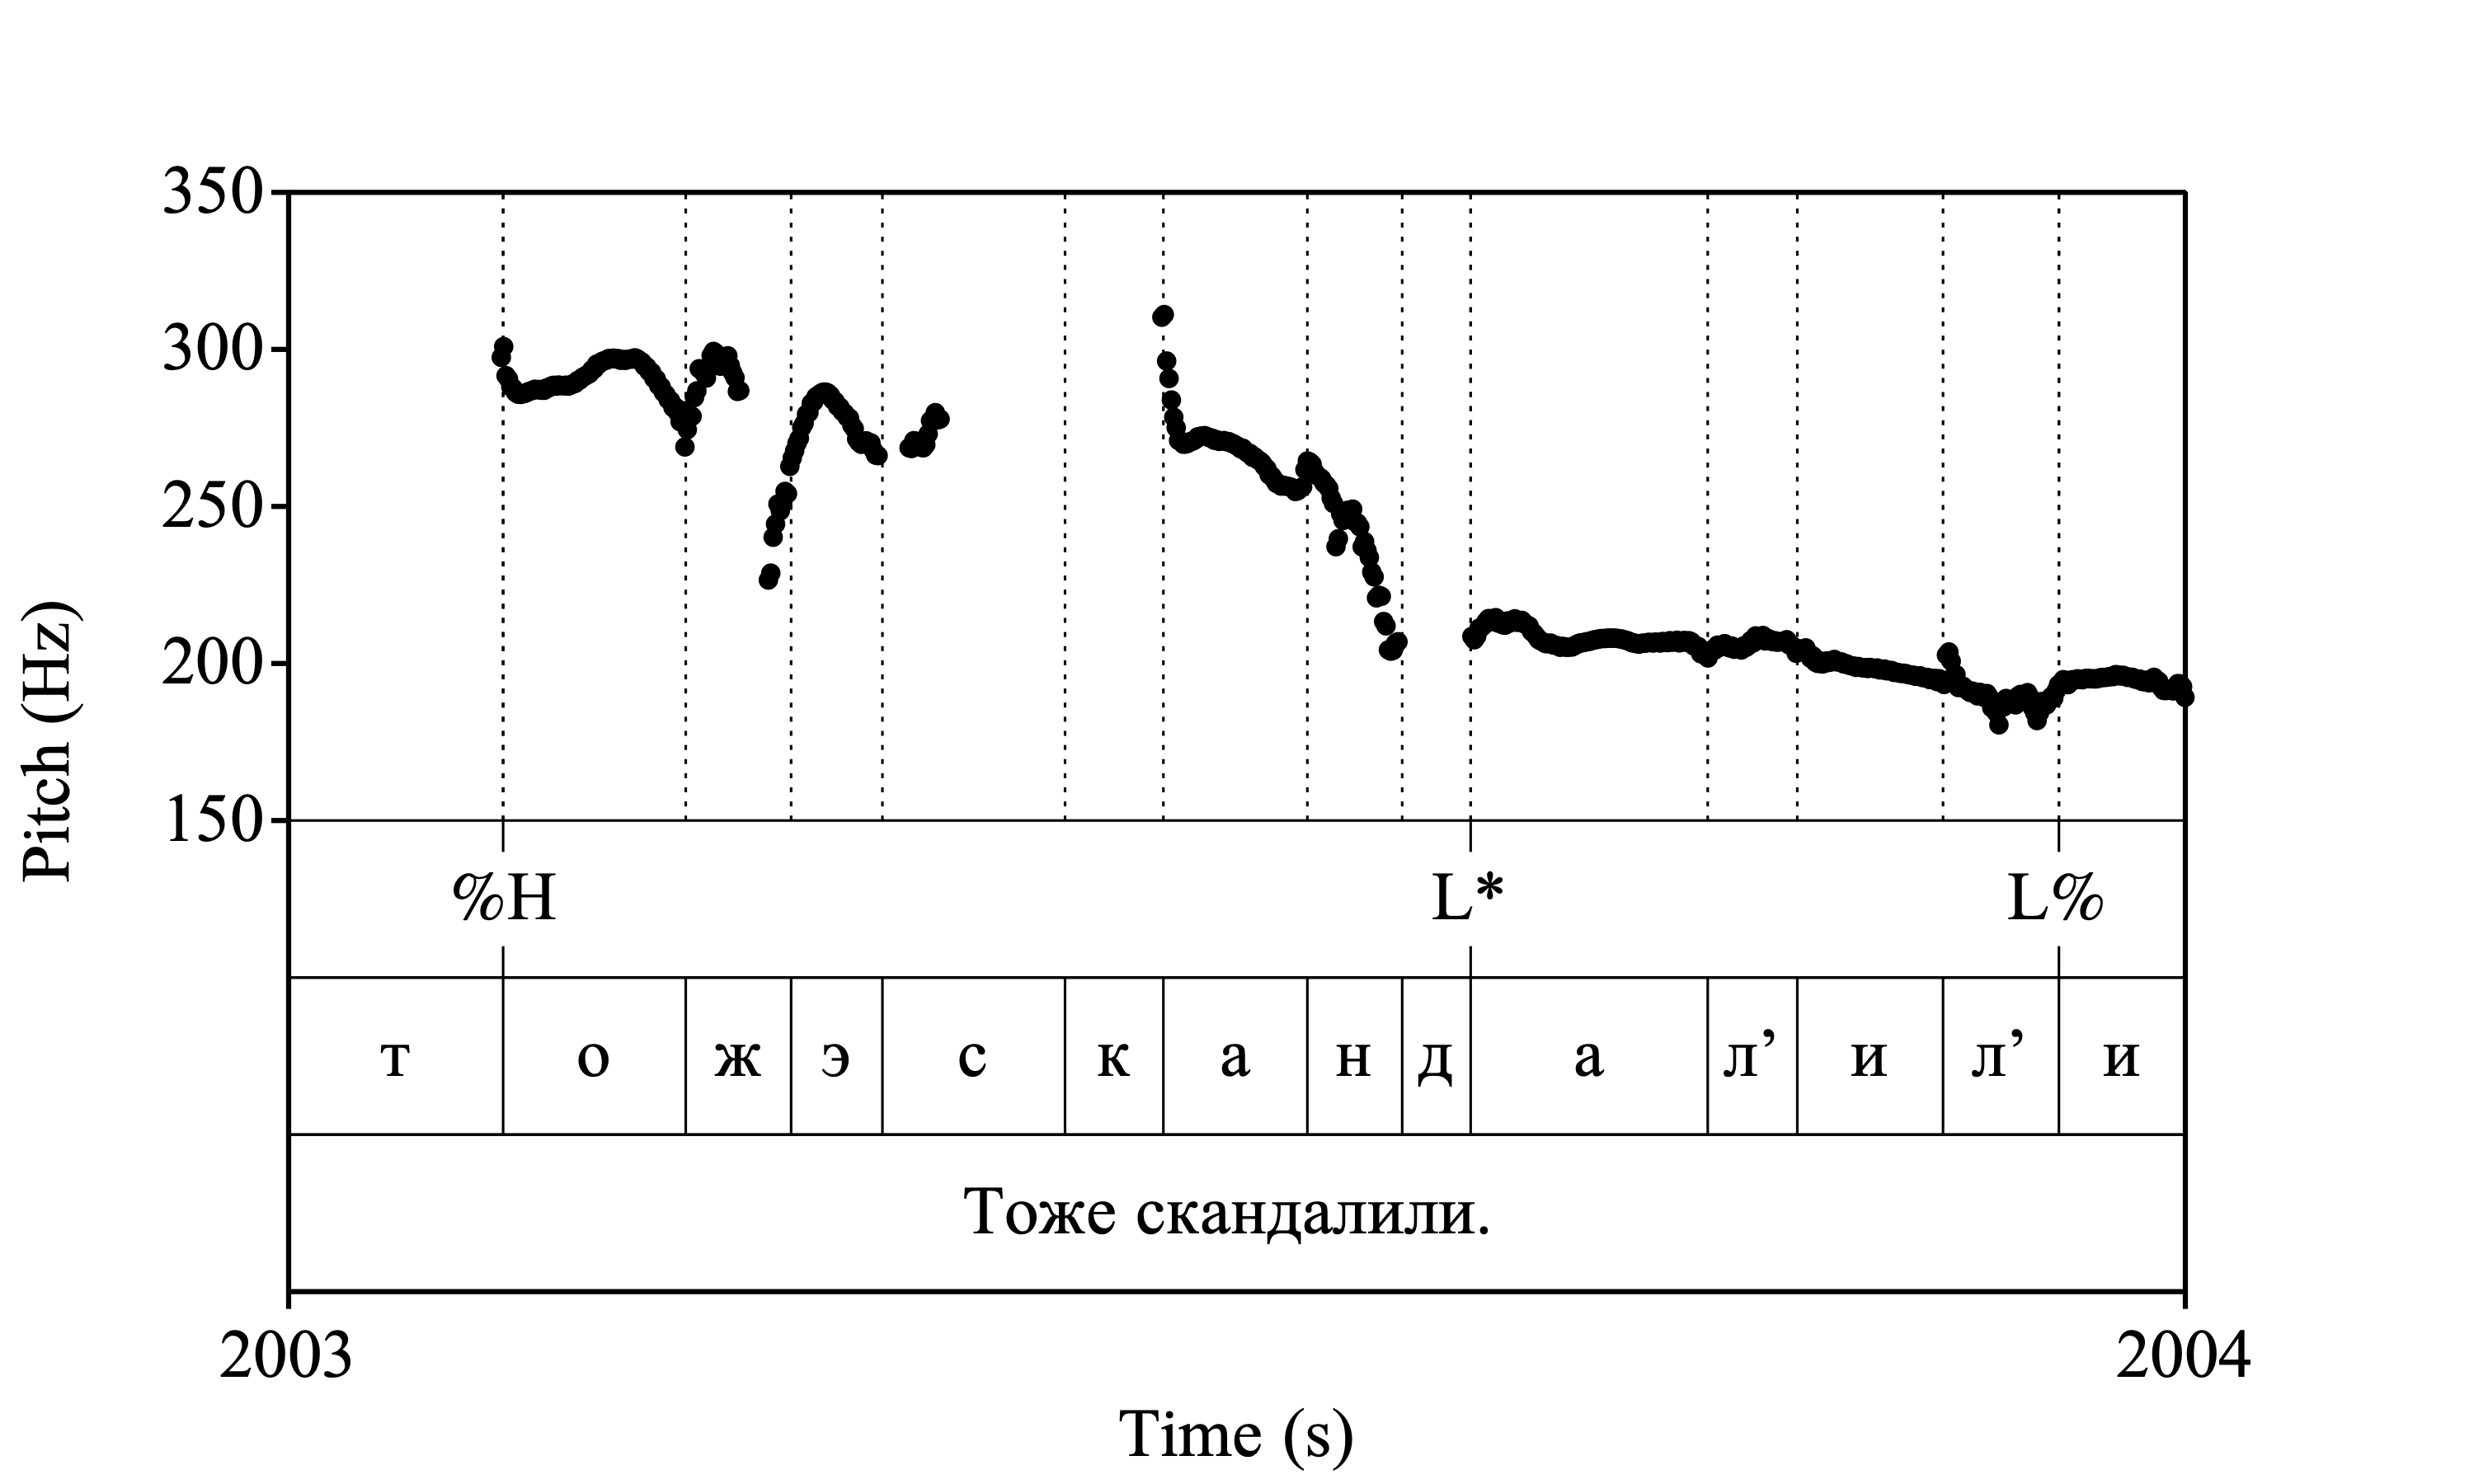 350
300
250
200
150
Pitch (Hz)
%H L* L%
т о ж э с к а н д а л’ и л’ и
Тоже скандалили.
2003 2004
Time (s)